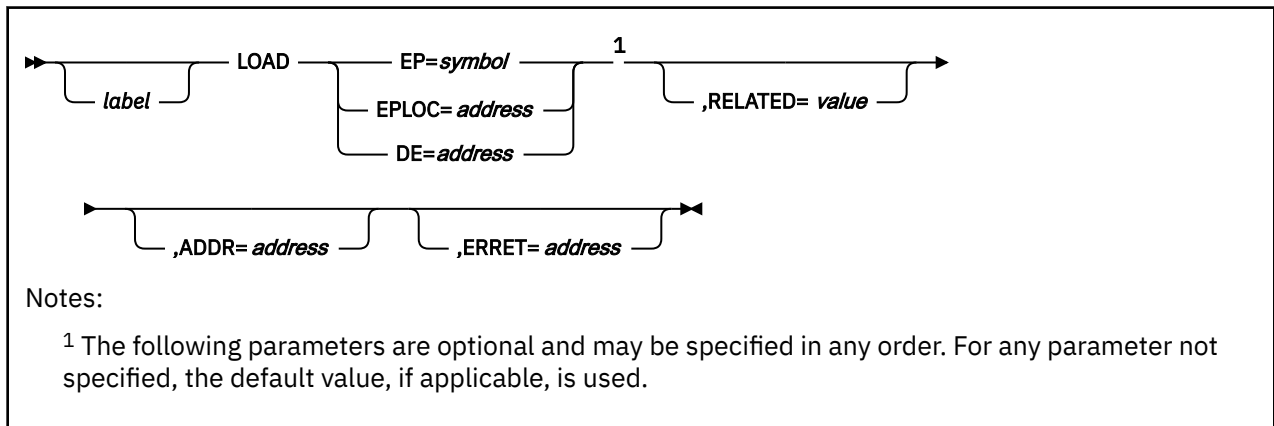 1
LOAD EP=symbol
label ,RELATED= value
EPLOC= address
DE=address
,ADDR= address ,ERRET= address
Notes:
1 The following parameters are optional and may be specified in any order. For any parameter not
specified, the default value, if applicable, is used.